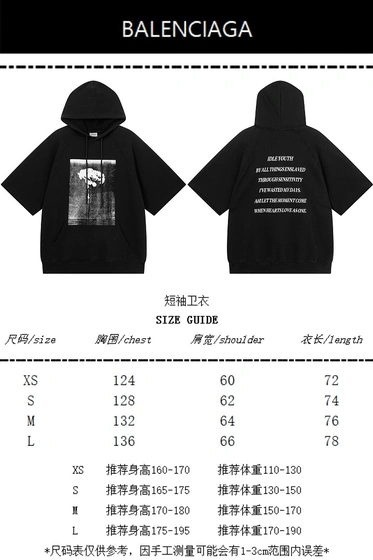 BALENCIAGA
IDLE YOUTH
BY ALL THINGS ENSLAVED
THROUGH SENSITIVITY
I'VE WASTED MY DAYS.
AH LET THE MOMENT COME
WHEN HEARTS LOVE AS ONE.
短袖卫衣
SIZE GUIDE
尺码/size 胸围/chest 肩宽/shoulder 衣长/length
XS 124 60 72
S 128 62 74
M 132 64 76
L 136 66 78
XS 推荐身高160-170 推荐体重110-130
S 推荐身高165-175 推荐体重130-150
M 推荐身高170-180 推荐体重150-170
L 推荐身高175-195 推荐体重170-190
*尺码表仅供参考，因手工测量可能会有1-3cm范围内误差*